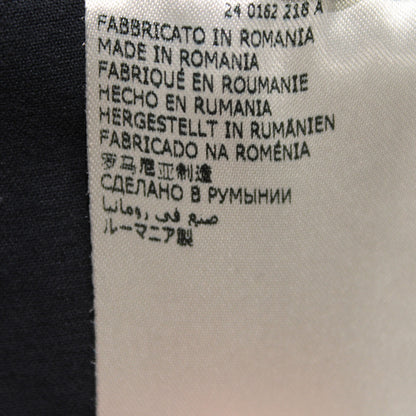 24 0162 218 A
FABBRICATO IN ROMANIA
MADE IN ROMANIA
FABRIQUÉ EN ROUMANIE
HECHO EN RUMANIA
HERGESTELLT IN RUMÄNIEN
FABRICADO NA ROMÉNIA
罗马尼亚制造
СДЕЛАНО В РУМЫНИИ
صنع في رومانيا
ルーマニア製